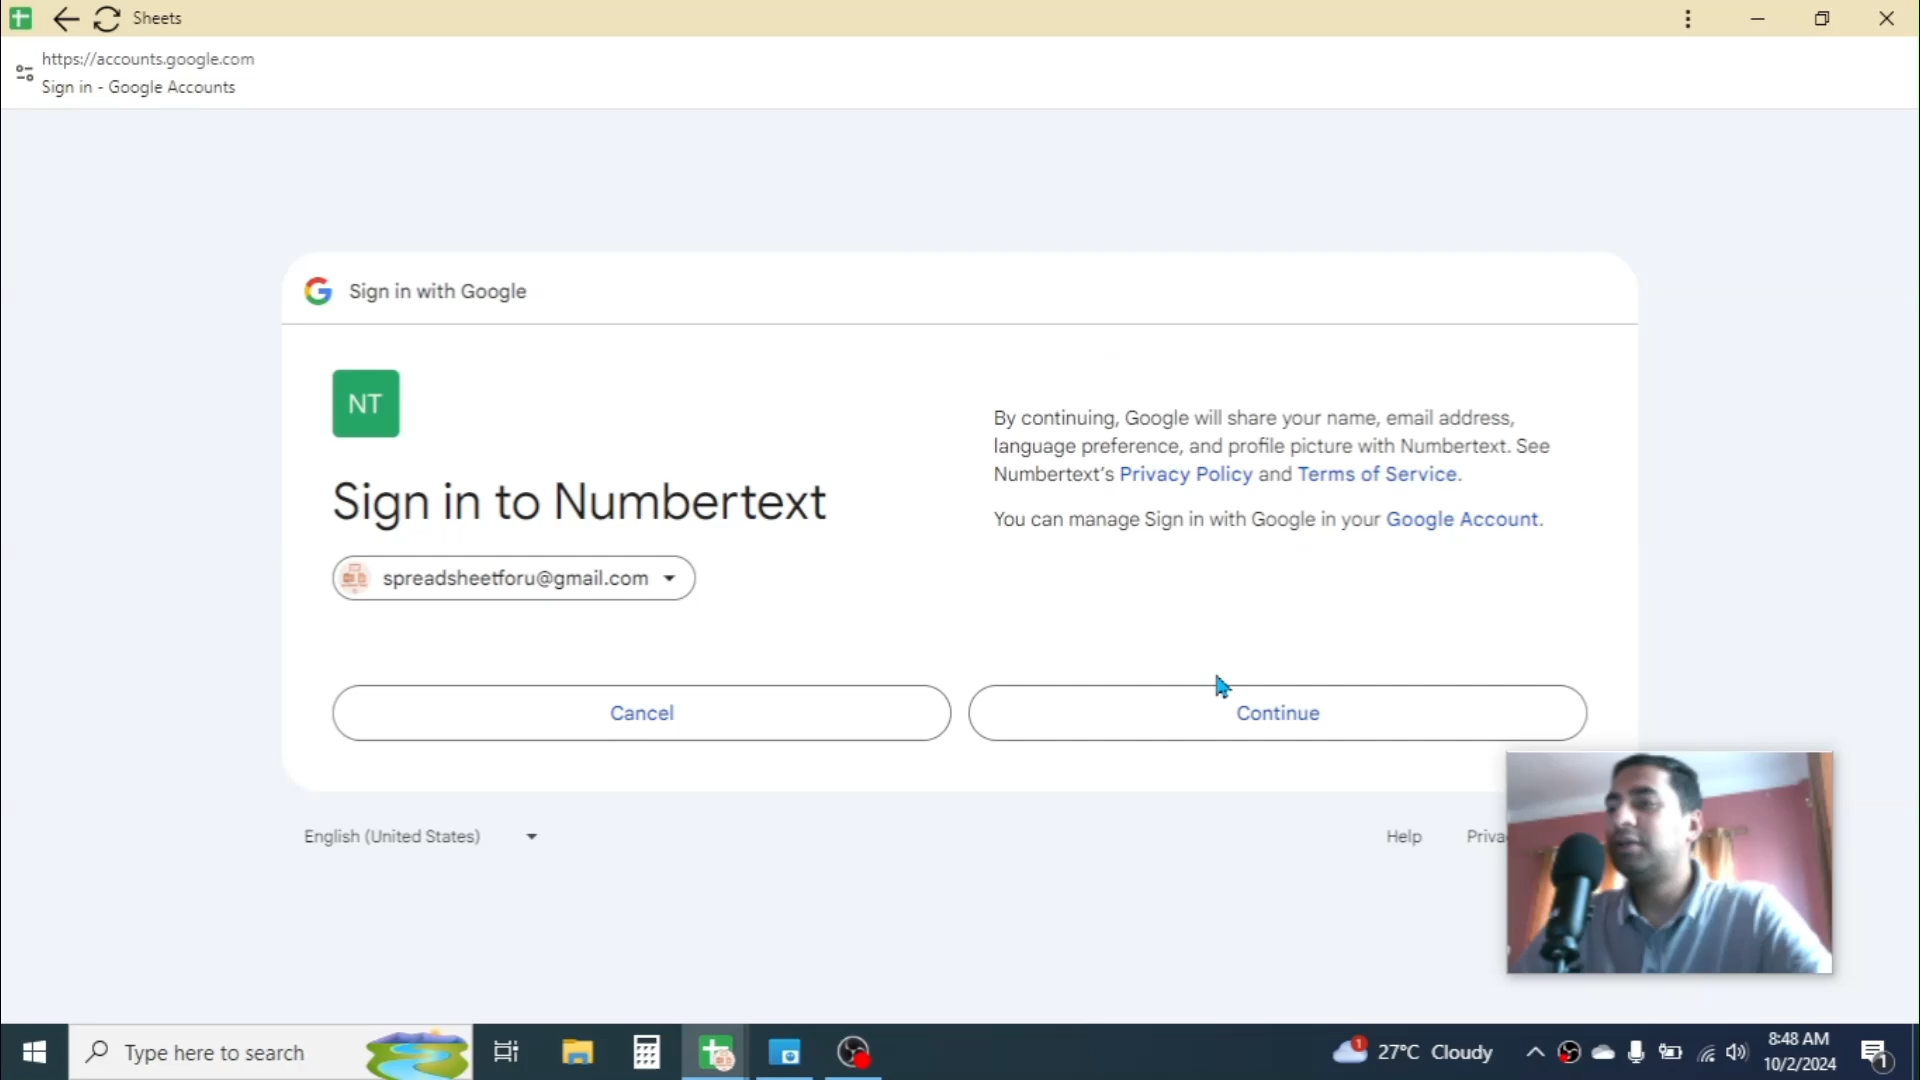 Sheets
https://accounts.google.com
Sign in - Google Accounts
Sign in with Google
NT
Sign in to Numbertext
spreadsheetforu@gmail.com
By continuing, Google will share your name, email address,
language preference, and profile picture with Numbertext. See
Numbertext's Privacy Policy and Terms of Service.
You can manage Sign in with Google in your Google Account.
Cancel
Continue
English (United States)
Help
Type here to search
1
27°C Cloudy
8:48 AM
10/2/2024
1